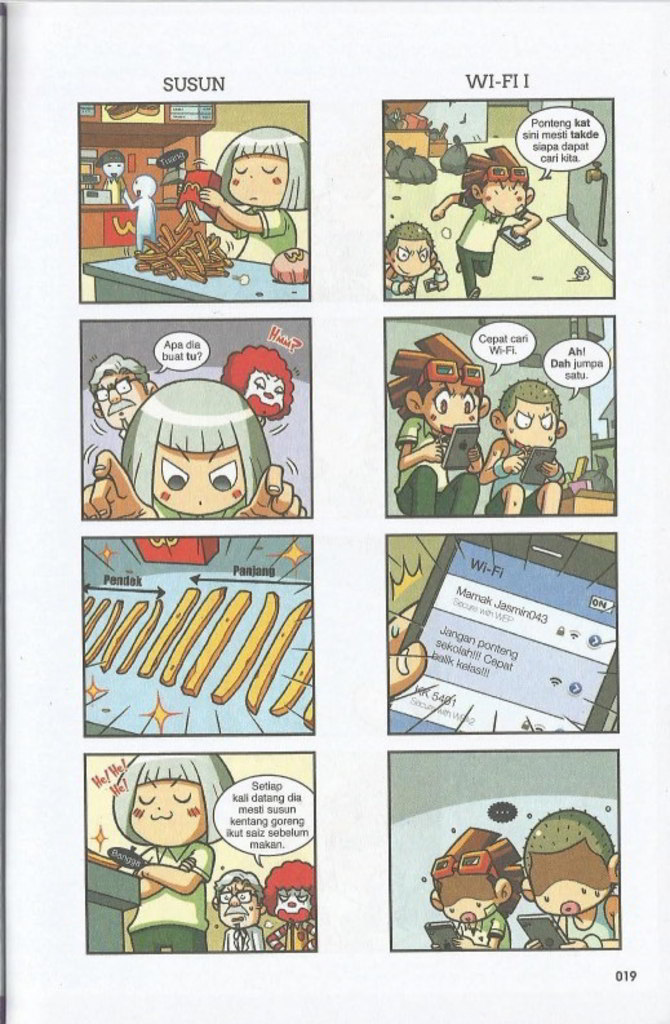 SUSUN
Tuang
Apa dia
buat tu?
Hmm?
Pendek
Panjang
He! He!
He!
Bangga
Setiap
kali datang dia
mesti susun
kentang goreng
ikut saiz sebelum
makan.
WI-FI I
Ponteng kat
sini mesti takde
siapa dapat
cari kita.
Cepat cari
Wi-Fi.
Ah!
Dah jumpa
satu.
Wi-Fi
ON
Mamak Jasmin043
Secure with WEP
Jangan ponteng
sekolah!!! Cepat
balik kelas!!!
KK 5491
Secure with WPA2
...
019